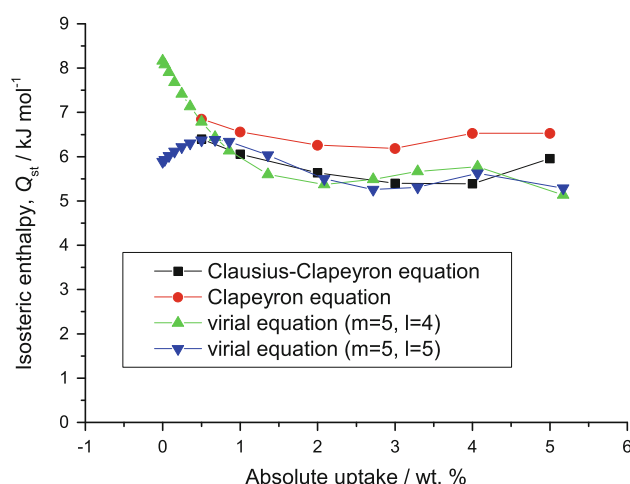 9
8
7
6
5
4
3
2
1
0
Isosteric enthalpy, Qst / kJ mol-1
Clausius-Clapeyron equation
Clapeyron equation
virial equation (m=5, l=4)
virial equation (m=5, l=5)
-1 0 1 2 3 4 5 6
Absolute uptake / wt. %